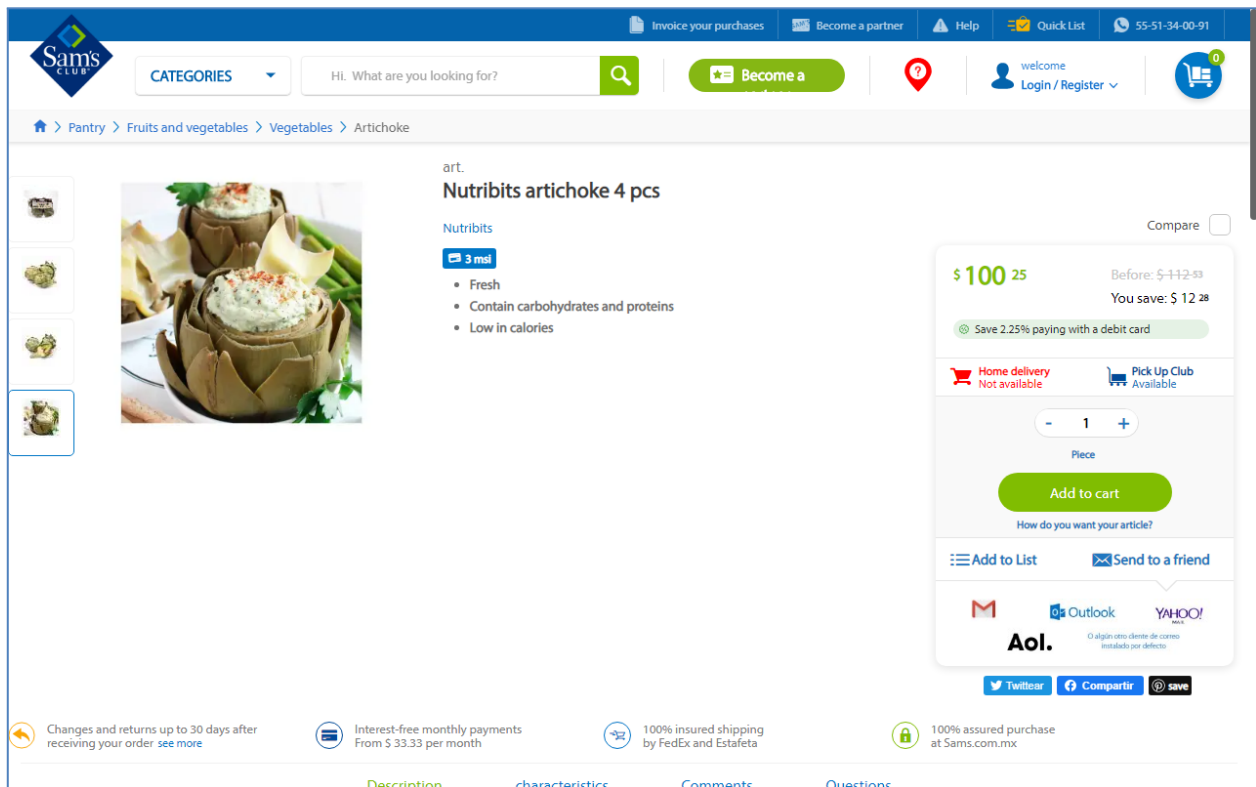 Invoice your purchases
Become a partner
Help
Quick List
55-51-34-00-91
Sam's
CLUB
CATEGORIES
Hi. What are you looking for?
Become a
welcome
Login / Register
0
Pantry > Fruits and vegetables > Vegetables > Artichoke
art.
Nutribits artichoke 4 pcs
Nutribits
3 msi
Fresh
Contain carbohydrates and proteins
Low in calories
Compare
$ 100 25
Before: $ 112 53
You save: $ 12 28
Save 2.25% paying with a debit card
Home delivery
Not available
Pick Up Club
Available
- 1 +
Piece
Add to cart
How do you want your article?
Add to List
Send to a friend
Outlook
YAHOO!
MAIL
Aol.
O algún otro cliente de correo
instalado por defecto
Twittear
Compartir
save
Changes and returns up to 30 days after
receiving your order see more
Interest-free monthly payments
From $ 33.33 per month
100% insured shipping
by FedEx and Estafeta
100% assured purchase
at Sams.com.mx
Description
characteristics
Comments
Questions